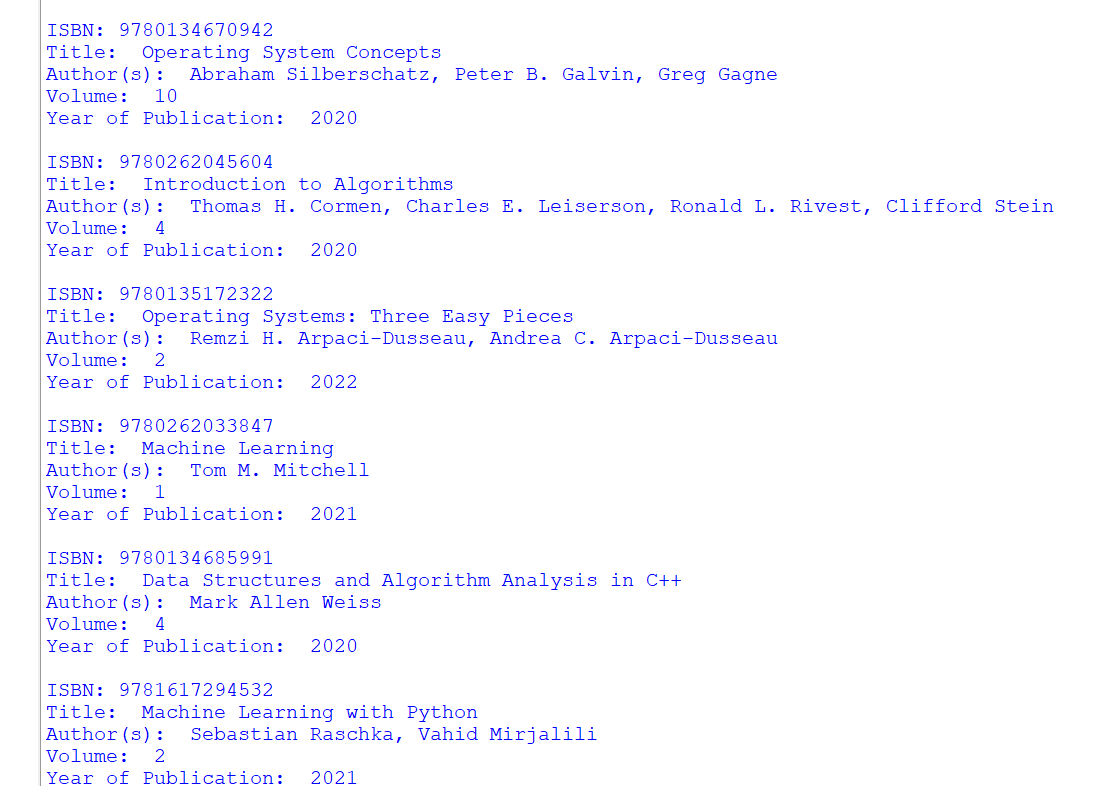 ISBN: 9780134670942
Title:  Operating System Concepts
Author(s):  Abraham Silberschatz, Peter B. Galvin, Greg Gagne
Volume:  10
Year of Publication:  2020
ISBN: 9780262045604
Title:  Introduction to Algorithms
Author(s):  Thomas H. Cormen, Charles E. Leiserson, Ronald L. Rivest, Clifford Stein
Volume:  4
Year of Publication:  2020
ISBN: 9780135172322
Title:  Operating Systems: Three Easy Pieces
Author(s):  Remzi H. Arpaci-Dusseau, Andrea C. Arpaci-Dusseau
Volume:  2
Year of Publication:  2022
ISBN: 9780262033847
Title:  Machine Learning
Author(s):  Tom M. Mitchell
Volume:  1
Year of Publication:  2021
ISBN: 9780134685991
Title:  Data Structures and Algorithm Analysis in C++
Author(s):  Mark Allen Weiss
Volume:  4
Year of Publication:  2020
ISBN: 9781617294532
Title:  Machine Learning with Python
Author(s):  Sebastian Raschka, Vahid Mirjalili
Volume:  2
Year of Publication:  2021